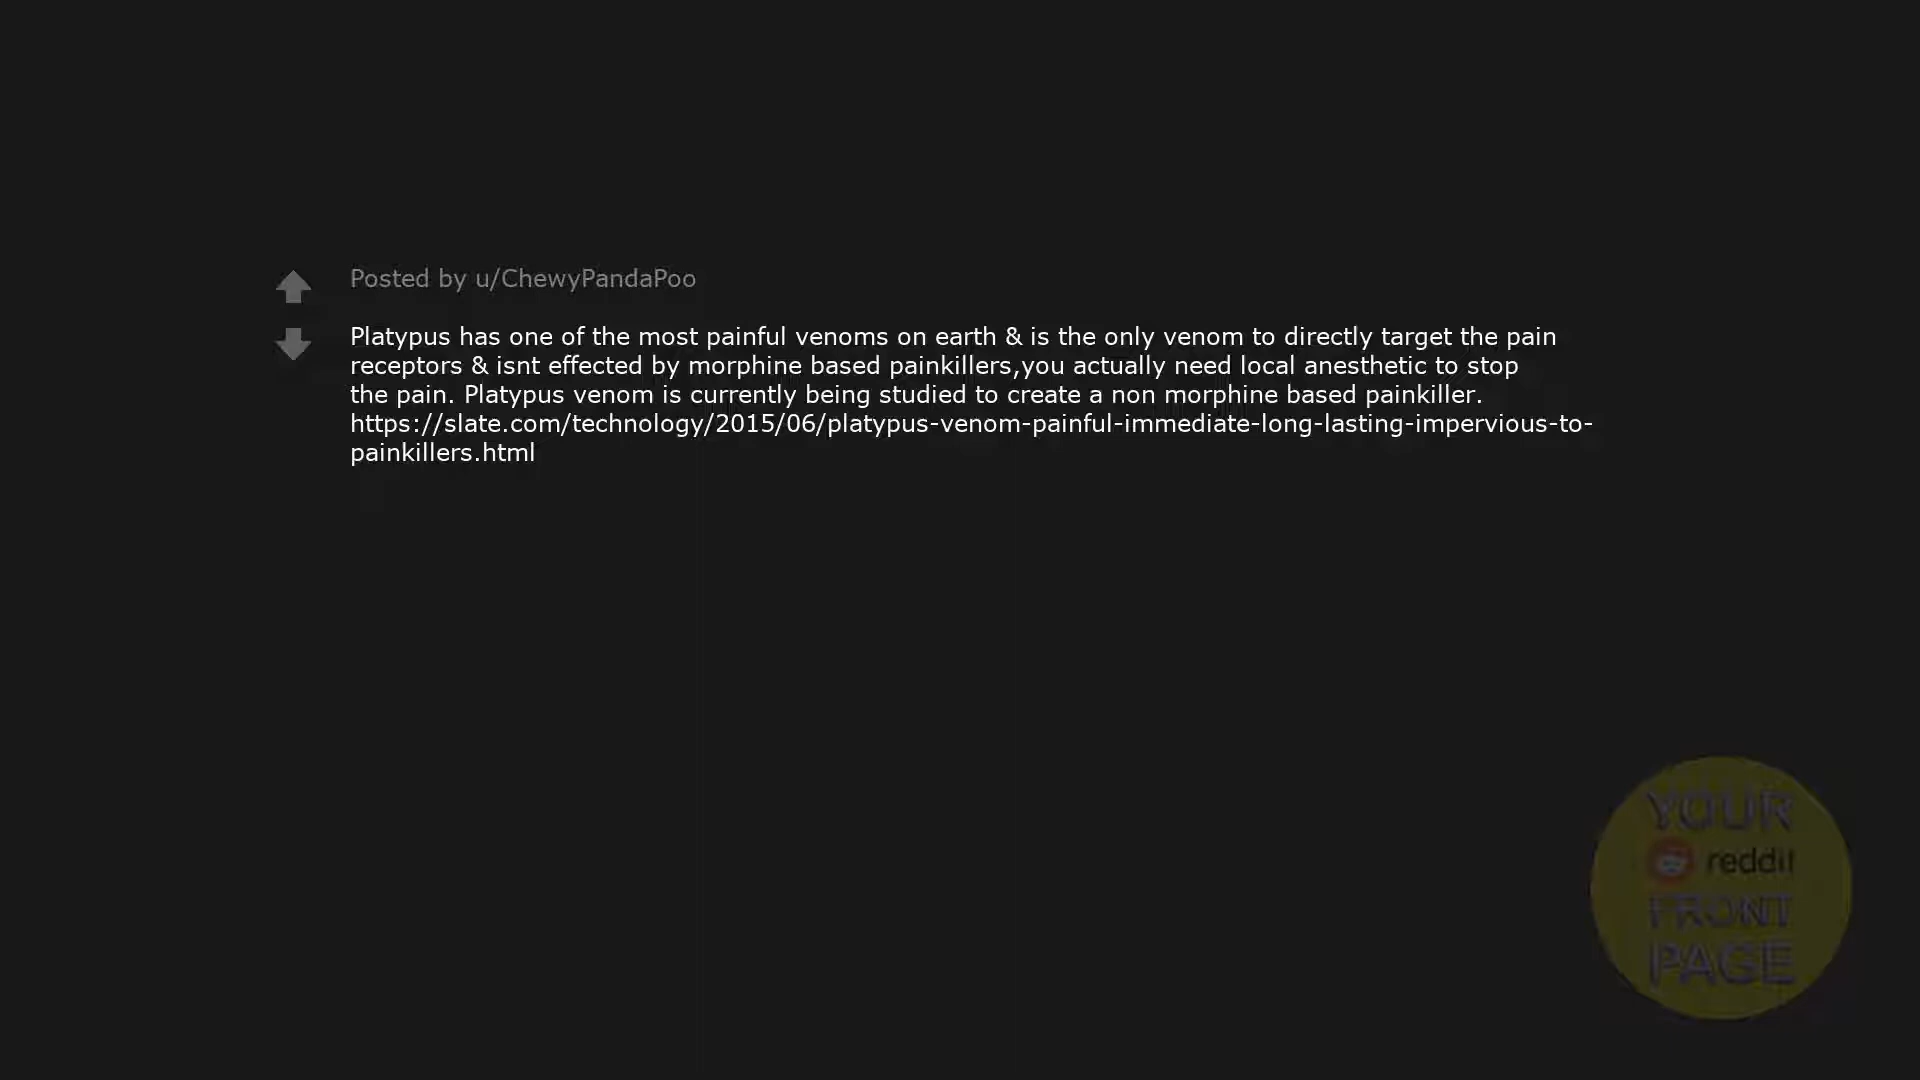 Posted by u/ChewyPandaPoo
Platypus has one of the most painful venoms on earth & is the only venom to directly target the pain
receptors & isnt effected by morphine based painkillers,you actually need local anesthetic to stop
the pain. Platypus venom is currently being studied to create a non morphine based painkiller.
https://slate.com/technology/2015/06/platypus-venom-painful-immediate-long-lasting-impervious-to-
painkillers.html
YOUR
reddit
FRONT
PAGE